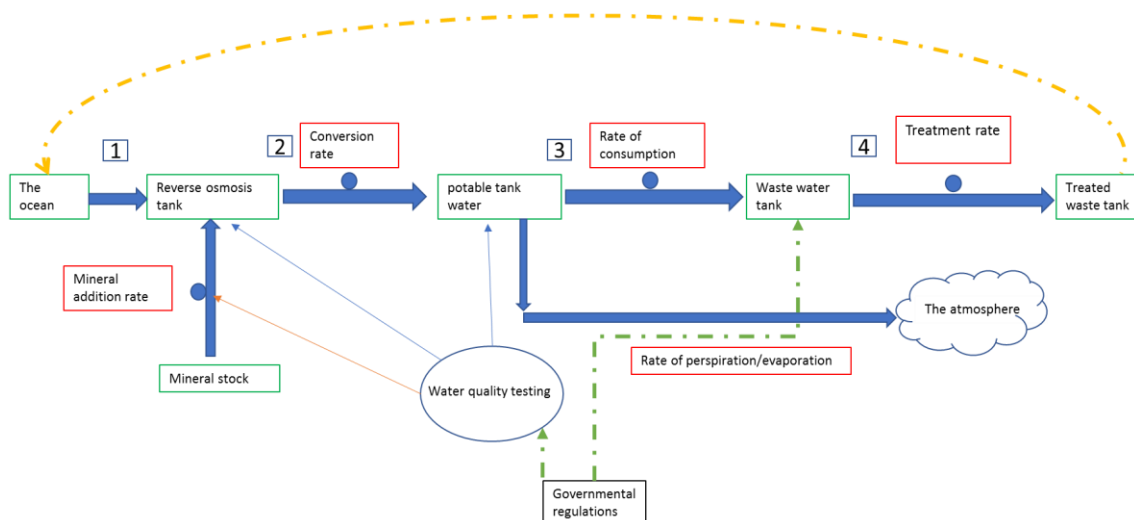 1
2
Conversion
rate
3
Rate of
consumption
4
Treatment rate
The
ocean
Reverse osmosis
tank
potable tank
water
Waste water
tank
Treated
waste tank
Mineral
addition rate
The atmosphere
Rate of perspiration/evaporation
Mineral stock
Water quality testing
Governmental
regulations